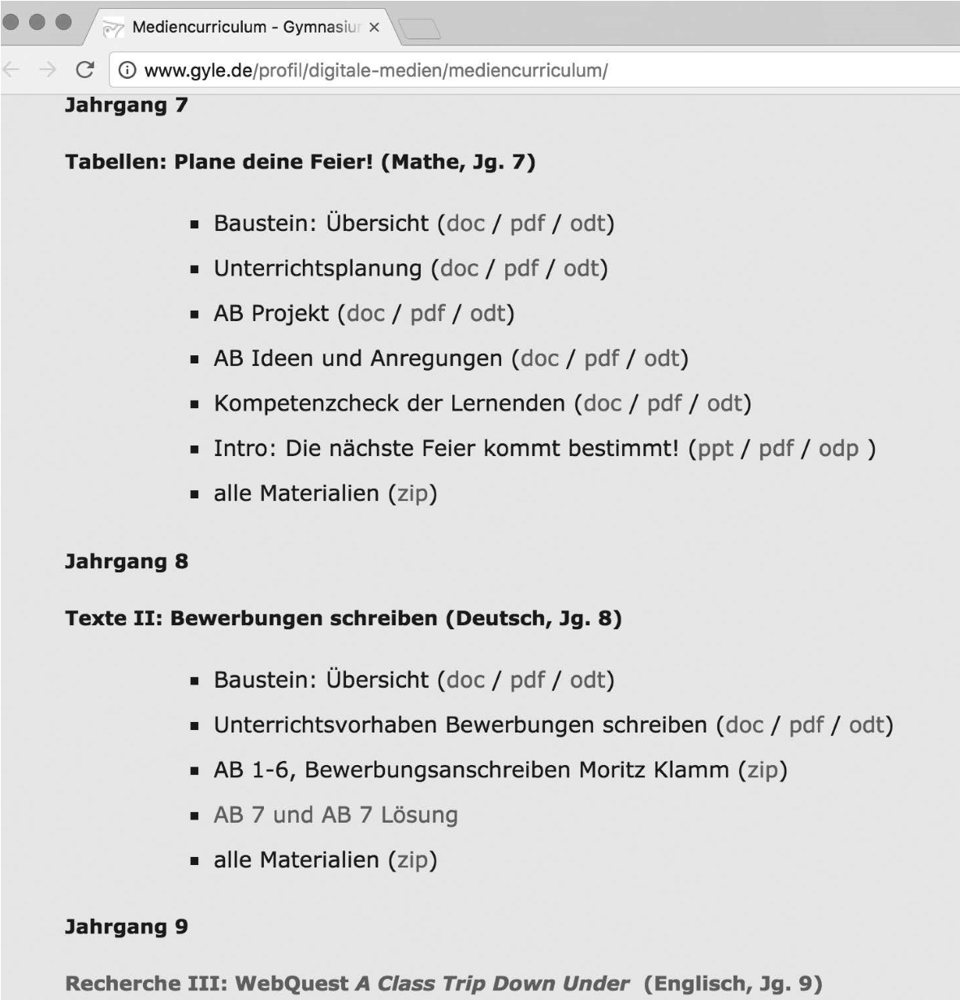 Mediencurriculum - Gymnasiur
www.gyle.de/profil/digitale-medien/mediencurriculum/
Jahrgang 7
Tabellen: Plane deine Feier! (Mathe, Jg. 7)
▪ Baustein: Übersicht (doc / pdf / odt)
▪ Unterrichtsplanung (doc / pdf / odt)
▪ AB Projekt (doc / pdf / odt)
▪ AB Ideen und Anregungen (doc / pdf / odt)
▪ Kompetenzcheck der Lernenden (doc / pdf / odt)
▪ Intro: Die nächste Feier kommt bestimmt! (ppt / pdf / odp )
▪ alle Materialien (zip)
Jahrgang 8
Texte II: Bewerbungen schreiben (Deutsch, Jg. 8)
▪ Baustein: Übersicht (doc / pdf / odt)
▪ Unterrichtsvorhaben Bewerbungen schreiben (doc / pdf / odt)
▪ AB 1-6, Bewerbungsanschreiben Moritz Klamm (zip)
▪ AB 7 und AB 7 Lösung
▪ alle Materialien (zip)
Jahrgang 9
Recherche III: WebQuest A Class Trip Down Under (Englisch, Jg. 9)